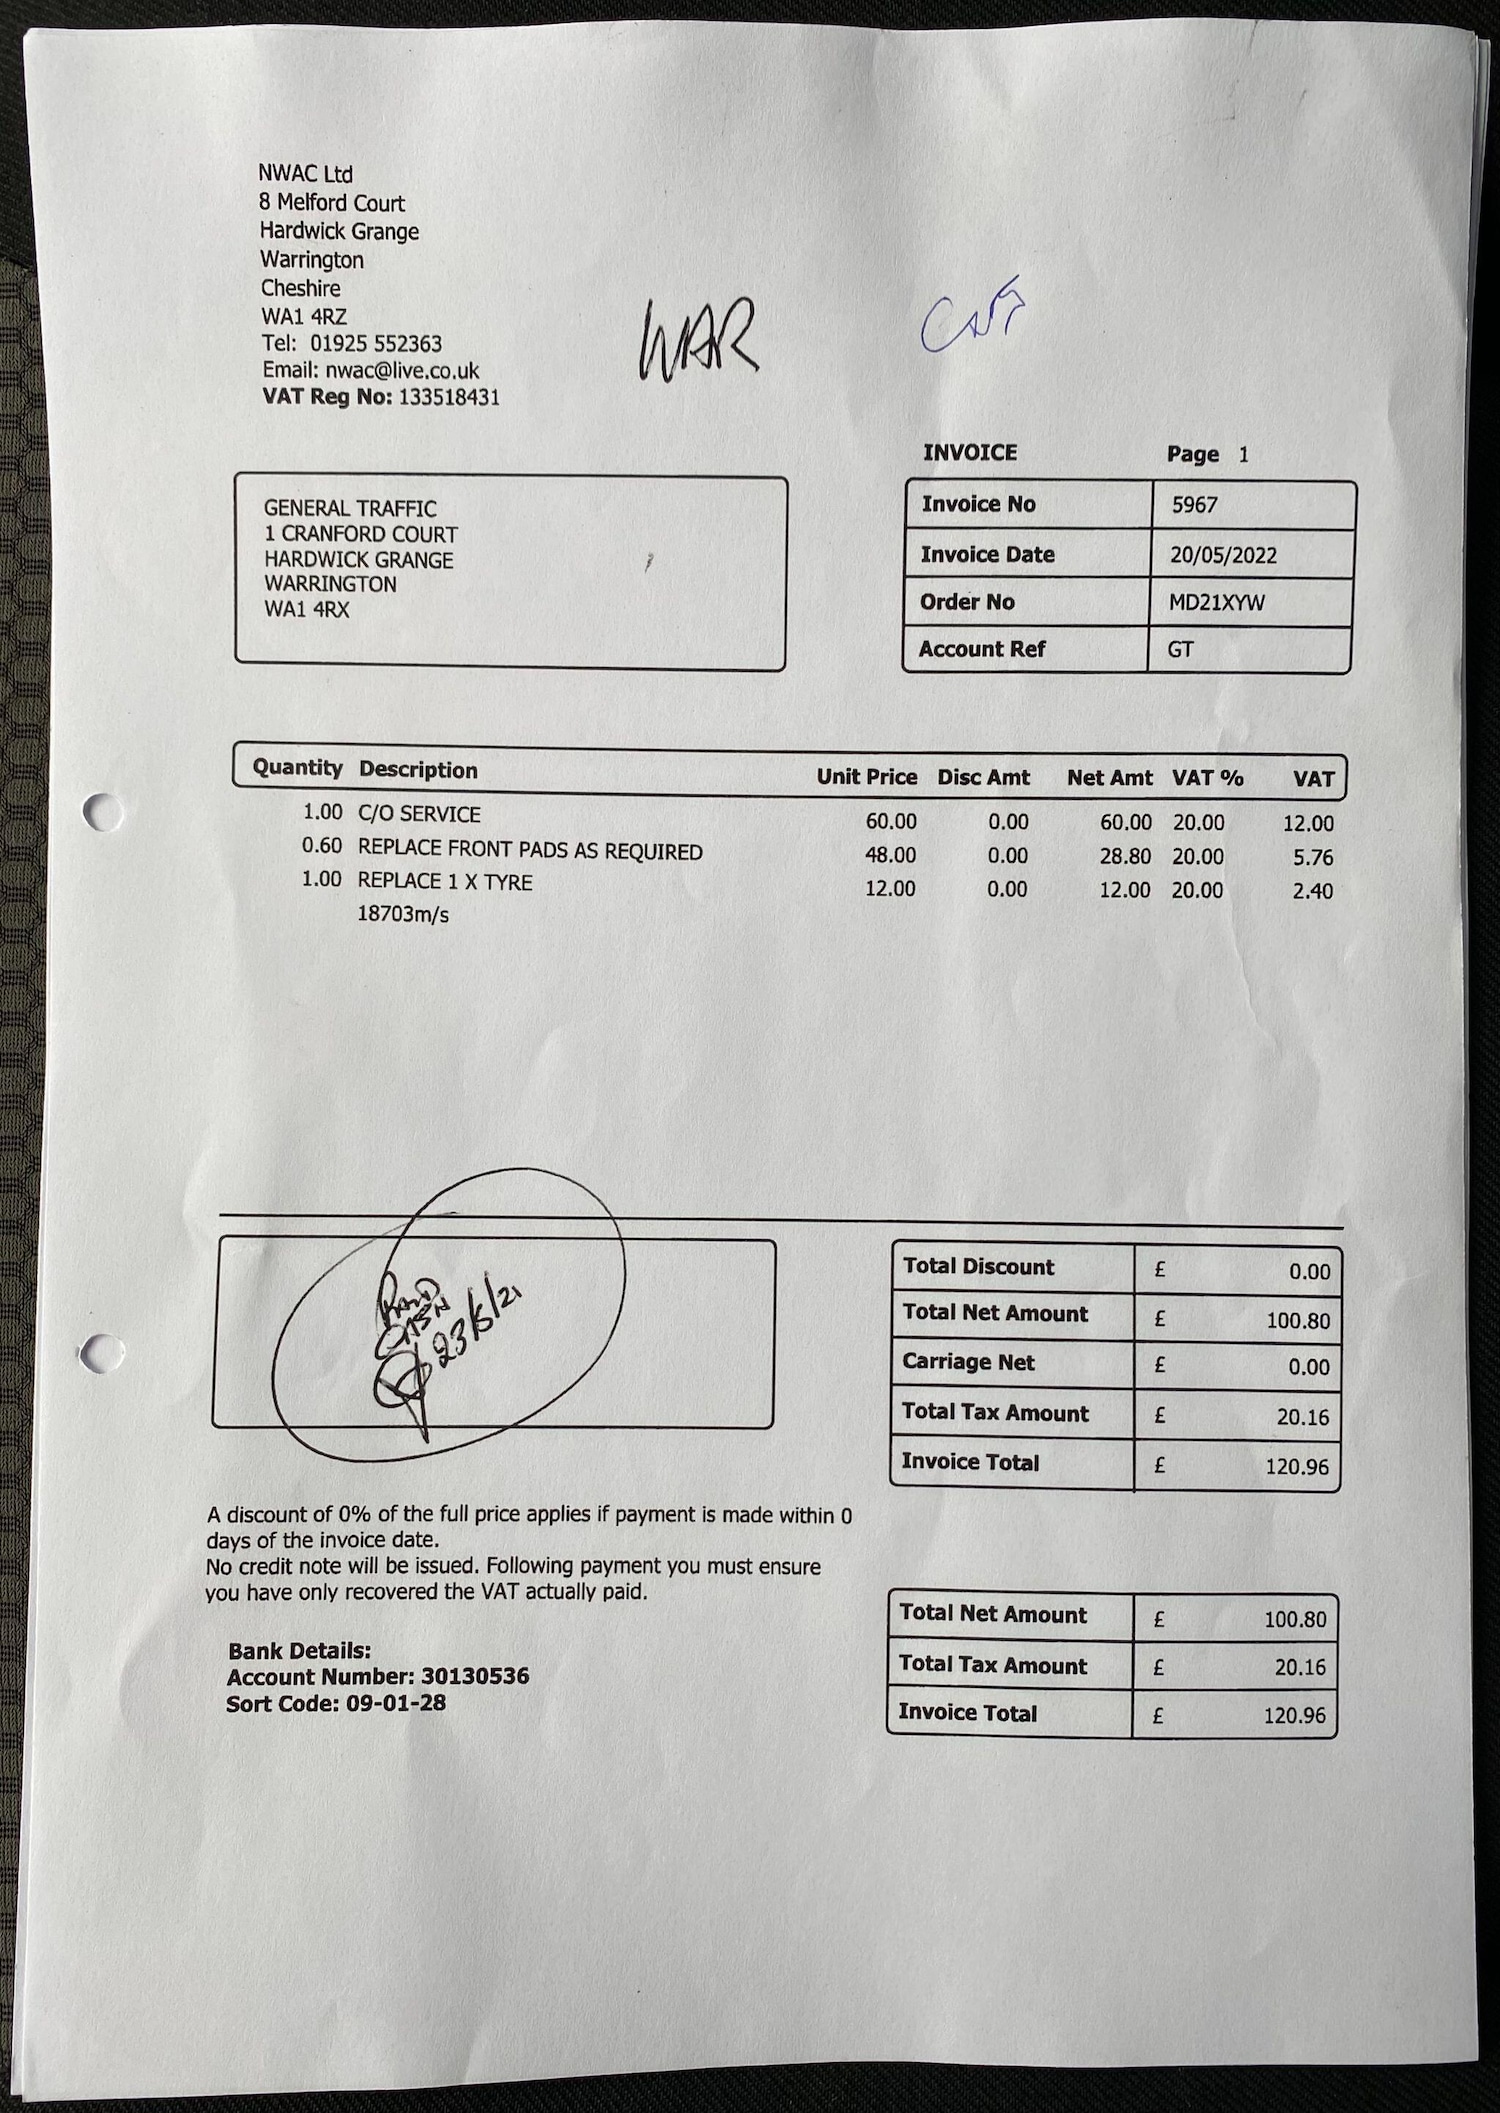 NWAC Ltd
8 Melford Court
Hardwick Grange
Warrington
Cheshire
WA1 4RZ
Tel: 01925 552363
Email: nwac@live.co.uk
VAT Reg No: 133518431
WAR
INVOICE Page 1
GENERAL TRAFFIC
1 CRANFORD COURT
HARDWICK GRANGE
WARRINGTON
WA1 4RX
Invoice No 5967
Invoice Date 20/05/2022
Order No MD21XYW
Account Ref GT
Quantity Description Unit Price Disc Amt Net Amt VAT % VAT
1.00 C/O SERVICE 60.00 0.00 60.00 20.00 12.00
0.60 REPLACE FRONT PADS AS REQUIRED 48.00 0.00 28.80 20.00 5.76
1.00 REPLACE 1 X TYRE 12.00 0.00 12.00 20.00 2.40
18703m/s
CASH
23/5/21
Total Discount £ 0.00
Total Net Amount £ 100.80
Carriage Net £ 0.00
Total Tax Amount £ 20.16
Invoice Total £ 120.96
A discount of 0% of the full price applies if payment is made within 0
days of the invoice date.
No credit note will be issued. Following payment you must ensure
you have only recovered the VAT actually paid.
Bank Details:
Account Number: 30130536
Sort Code: 09-01-28
Total Net Amount £ 100.80
Total Tax Amount £ 20.16
Invoice Total £ 120.96